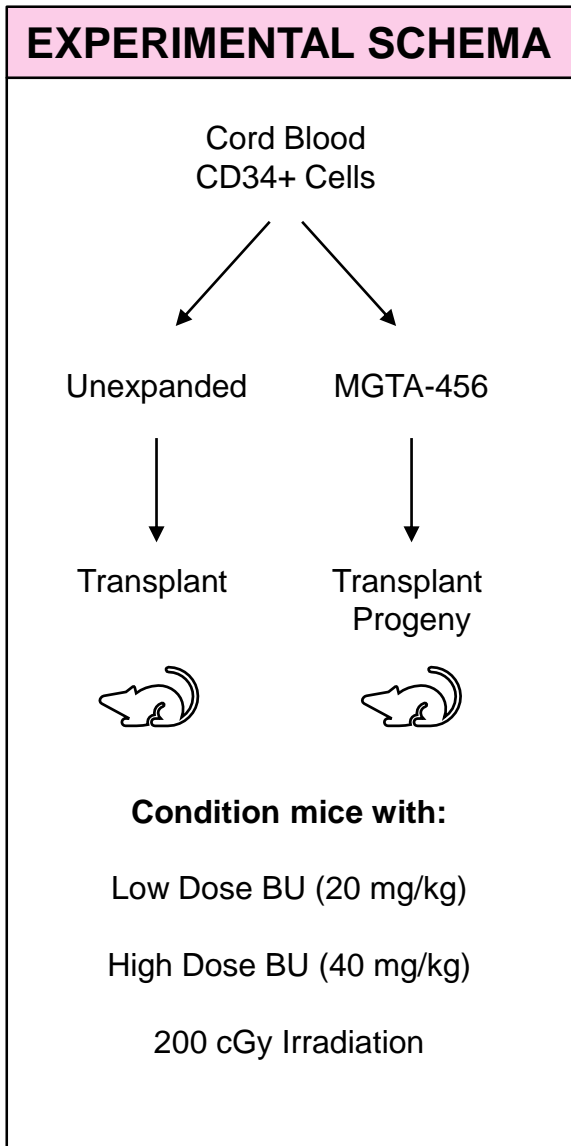 EXPERIMENTAL SCHEMA
Cord Blood
CD34+ Cells
Unexpanded
MGTA-456
Transplant
Transplant
Progeny
Condition mice with:
Low Dose BU (20 mg/kg)
High Dose BU (40 mg/kg)
200 cGy Irradiation